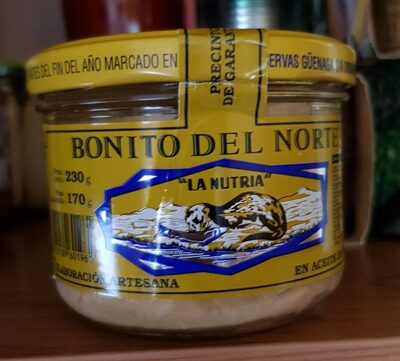 DEL FIN DEL AÑO MARCADO EN
PRECINTO
DE GARAN
ERVAS GÜENAGA
BONITO DEL NORTE
"LA NUTRIA"
230 g
170 g
ELABORACIÓN ARTESANA
EN ACEITE